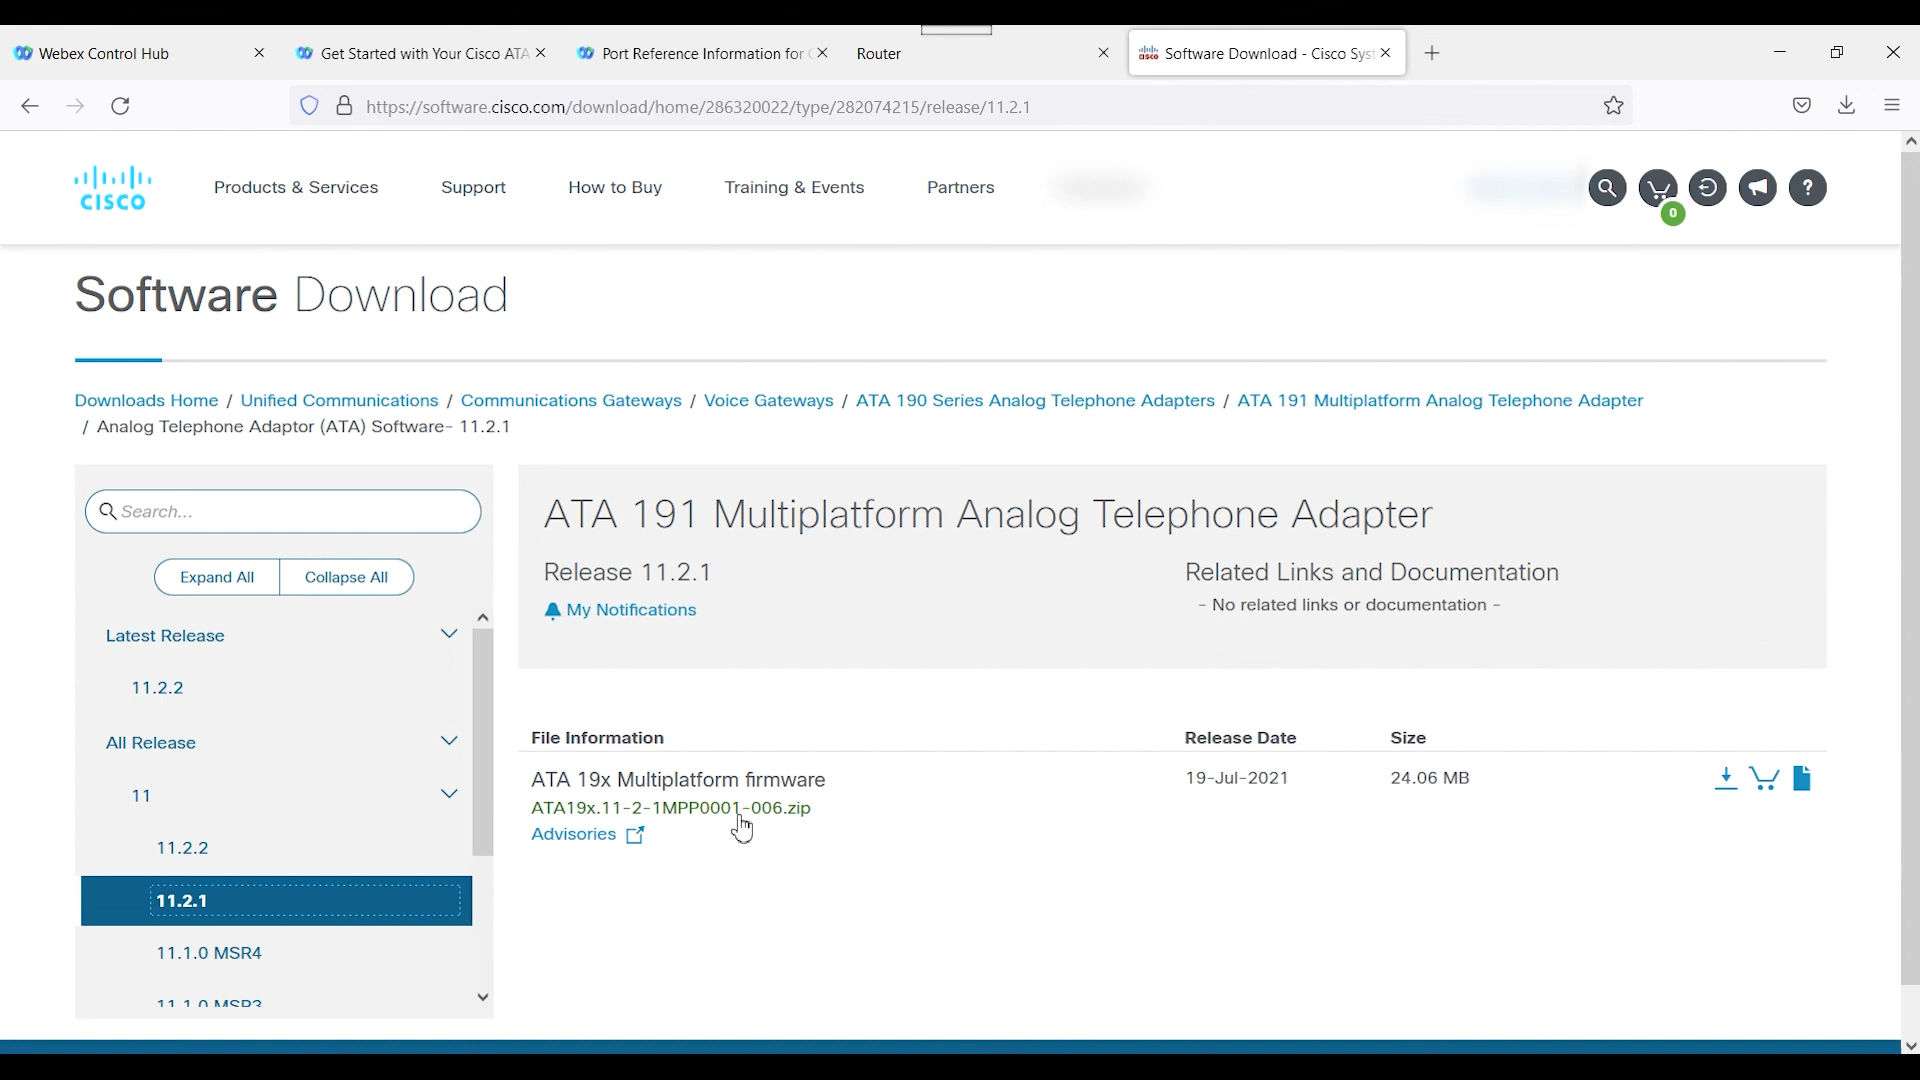 Webex Control Hub
Get Started with Your Cisco ATA
Port Reference Information for C
Router
cisco
Software Download - Cisco Syst
https://software.cisco.com/download/home/286320022/type/282074215/release/11.2.1
CISCO
Products & Services
Support
How to Buy
Training & Events
Partners
?
0
Software Download
Downloads Home / Unified Communications / Communications Gateways / Voice Gateways / ATA 190 Series Analog Telephone Adapters / ATA 191 Multiplatform Analog Telephone Adapter
/ Analog Telephone Adaptor (ATA) Software- 11.2.1
Search...
Expand All
Collapse All
Latest Release
11.2.2
All Release
11
11.2.2
11.2.1
11.1.0 MSR4
11.1.0 MSR3
ATA 191 Multiplatform Analog Telephone Adapter
Release 11.2.1
My Notifications
Related Links and Documentation
- No related links or documentation -
File Information
Release Date
Size
ATA 19x Multiplatform firmware
19-Jul-2021
24.06 MB
ATA19x.11-2-1MPP0001-006.zip
Advisories